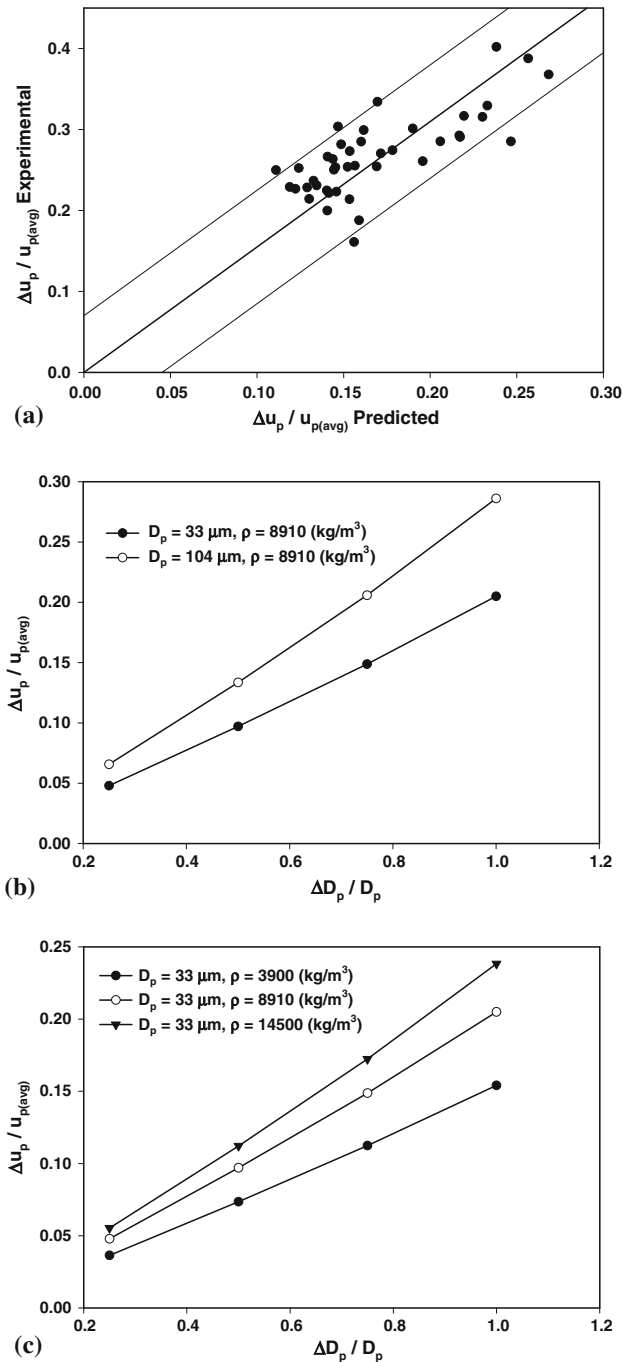 0.4
0.3
0.2
0.1
0.0
Δu_p / u_p(avg) Experimental
0.00 0.05 0.10 0.15 0.20 0.25 0.30
(a)
Δu_p / u_p(avg) Predicted
0.30
0.25
0.20
0.15
0.10
0.05
0.00
Δu_p / u_p(avg)
D_p = 33 μm, ρ = 8910 (kg/m³)
D_p = 104 μm, ρ = 8910 (kg/m³)
0.2 0.4 0.6 0.8 1.0 1.2
(b)
ΔD_p / D_p
0.25
0.20
0.15
0.10
0.05
0.00
Δu_p / u_p(avg)
D_p = 33 μm, ρ = 3900 (kg/m³)
D_p = 33 μm, ρ = 8910 (kg/m³)
D_p = 33 μm, ρ = 14500 (kg/m³)
0.2 0.4 0.6 0.8 1.0 1.2
(c)
ΔD_p / D_p